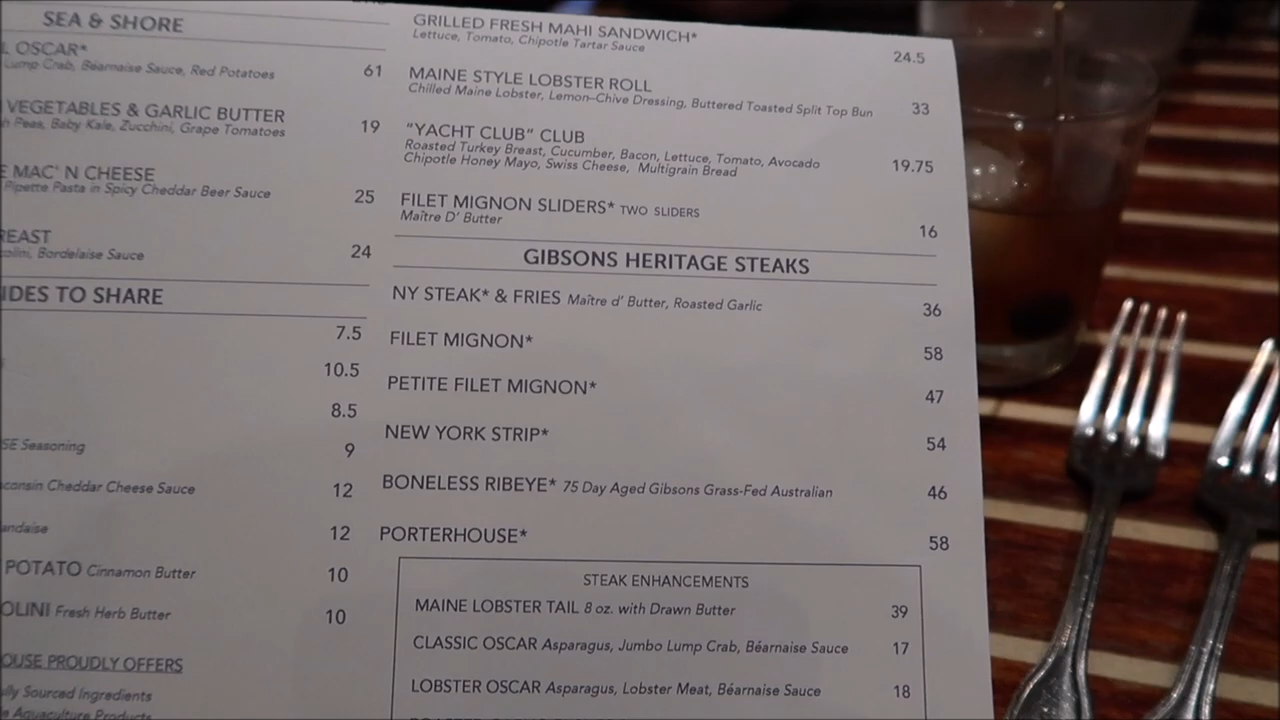 SEA & SHORE
OSCAR*
Lump Crab, Béarnaise Sauce, Red Potatoes 61
VEGETABLES & GARLIC BUTTER
Peas, Baby Kale, Zucchini, Grape Tomatoes 19
MAC' N CHEESE
Pipette Pasta in Spicy Cheddar Beer Sauce 25
Bordelaise Sauce 24
TO SHARE
7.5
10.5
8.5
Seasoning 9
Cheddar Cheese Sauce 12
12
POTATO Cinnamon Butter 10
Fresh Herb Butter 10
PROUDLY OFFERS
Sourced Ingredients
Aquaculture Products
GRILLED FRESH MAHI SANDWICH*
Lettuce, Tomato, Chipotle Tartar Sauce 24.5
MAINE STYLE LOBSTER ROLL
Chilled Maine Lobster, Lemon–Chive Dressing, Buttered Toasted Split Top Bun 33
"YACHT CLUB" CLUB
Roasted Turkey Breast, Cucumber, Bacon, Lettuce, Tomato, Avocado
Chipotle Honey Mayo, Swiss Cheese, Multigrain Bread 19.75
FILET MIGNON SLIDERS* TWO SLIDERS
Maître D' Butter 16
GIBSONS HERITAGE STEAKS
NY STEAK* & FRIES Maître d' Butter, Roasted Garlic 36
FILET MIGNON* 58
PETITE FILET MIGNON* 47
NEW YORK STRIP* 54
BONELESS RIBEYE* 75 Day Aged Gibsons Grass-Fed Australian 46
PORTERHOUSE* 58
STEAK ENHANCEMENTS
MAINE LOBSTER TAIL 8 oz. with Drawn Butter 39
CLASSIC OSCAR Asparagus, Jumbo Lump Crab, Béarnaise Sauce 17
LOBSTER OSCAR Asparagus, Lobster Meat, Béarnaise Sauce 18